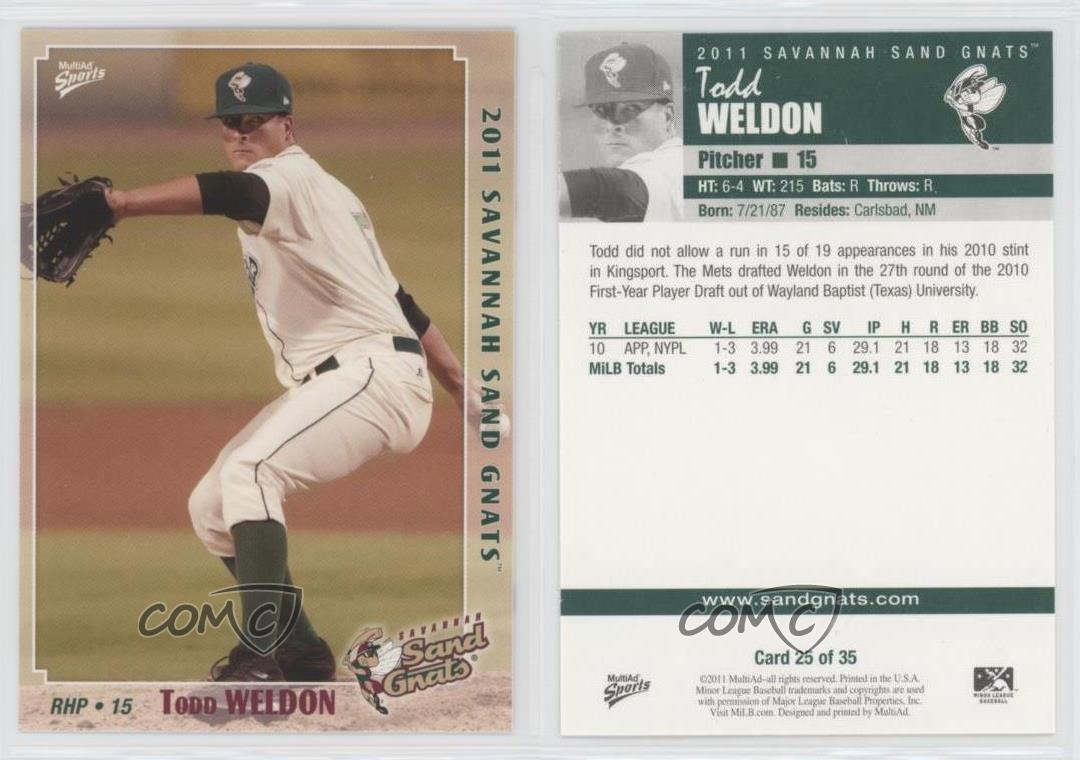 MultiAd
Sports
2011 SAVANNAH SAND GNATS™
COMC
SAVANNAH
Sand
Gnats®
RHP • 15 TODD WELDON
2011 SAVANNAH SAND GNATS™
Todd
WELDON
Pitcher ■ 15
HT: 6-4 WT: 215 Bats: R Throws: R
Born: 7/21/87 Resides: Carlsbad, NM
Todd did not allow a run in 15 of 19 appearances in his 2010 stint
in Kingsport. The Mets drafted Weldon in the 27th round of the 2010
First-Year Player Draft out of Wayland Baptist (Texas) University.
YR LEAGUE W-L ERA G SV IP H R ER BB SO
10 APP, NYPL 1-3 3.99 21 6 29.1 21 18 13 18 32
MiLB Totals 1-3 3.99 21 6 29.1 21 18 13 18 32
www.sandgnats.com
COMC
Card 25 of 35
MultiAd
Sports
©2011 MultiAd–all rights reserved. Printed in the U.S.A.
Minor League Baseball trademarks and copyrights are used
with permission of Major League Baseball Properties, Inc.
Visit MiLB.com. Designed and printed by MultiAd.
MINOR LEAGUE
BASEBALL